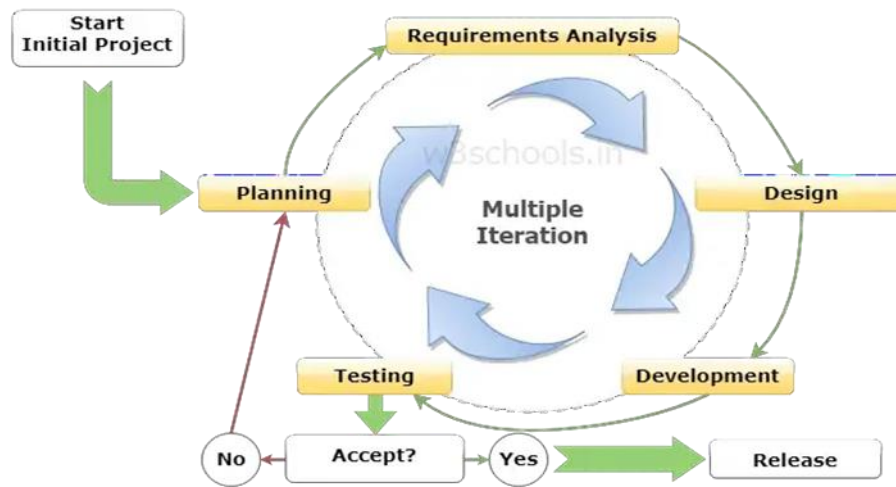 Start
Initial Project
Requirements Analysis
w3schools.in
Planning
Design
Multiple
Iteration
Testing
Development
No
Accept?
Yes
Release